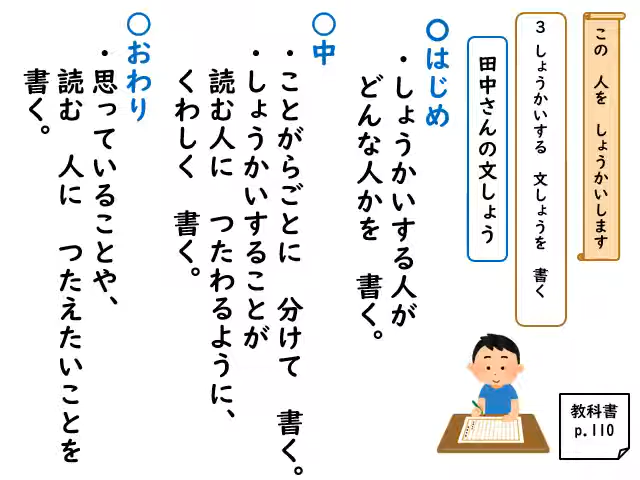 この 人を しょうかいします
3 しょうかいする 文しょうを 書く
田中さんの文しょう
○はじめ
・しょうかいする人が
どんな人かを 書く。
○中
・ことがらごとに 分けて 書く。
・しょうかいすることが
読む人に つたわるように、
くわしく 書く。
○おわり
・思っていることや、
読む 人に つたえたいことを
書く。
教科書
p.110